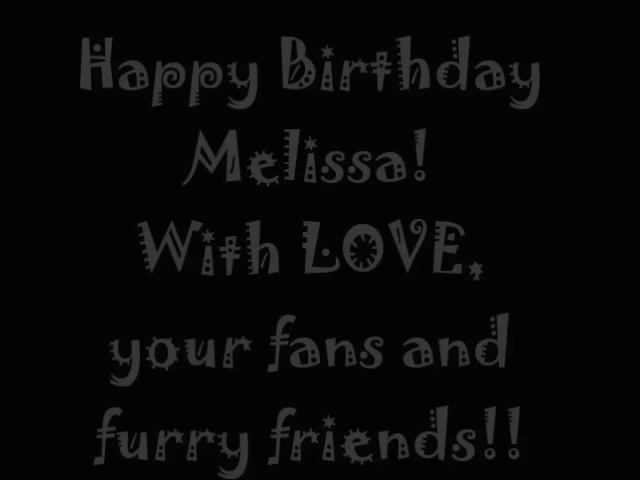 Happy Birthday
Melissa!
With LOVE,
your fans and
furry friends!!